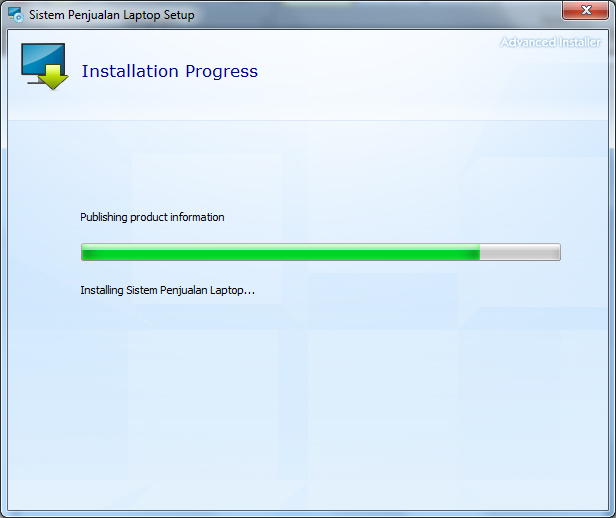 Sistem Penjualan Laptop Setup
Advanced Installer
Installation Progress
Publishing product information
Installing Sistem Penjualan Laptop...